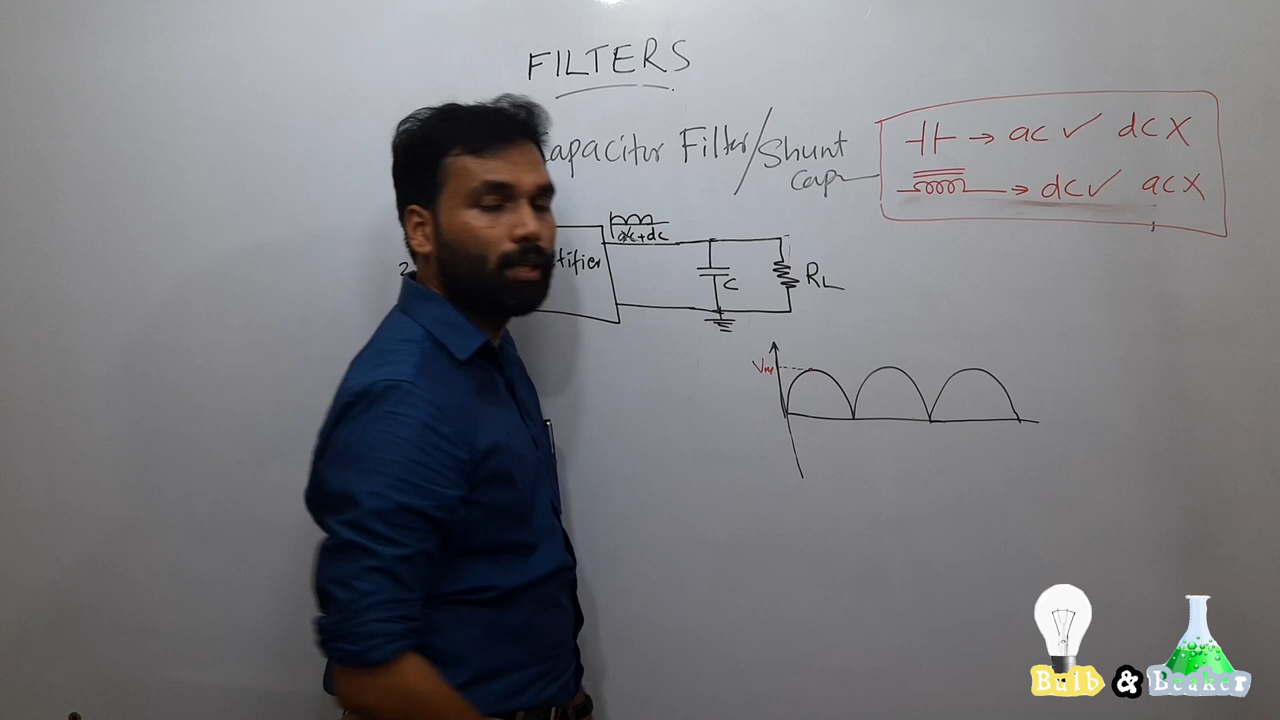 FILTERS
apacitor Filter/Shunt
cap
ac ✓ dc X
dc ✓ ac X
ac+dc
tifier
C
RL
Vm
Bulb & Beaker